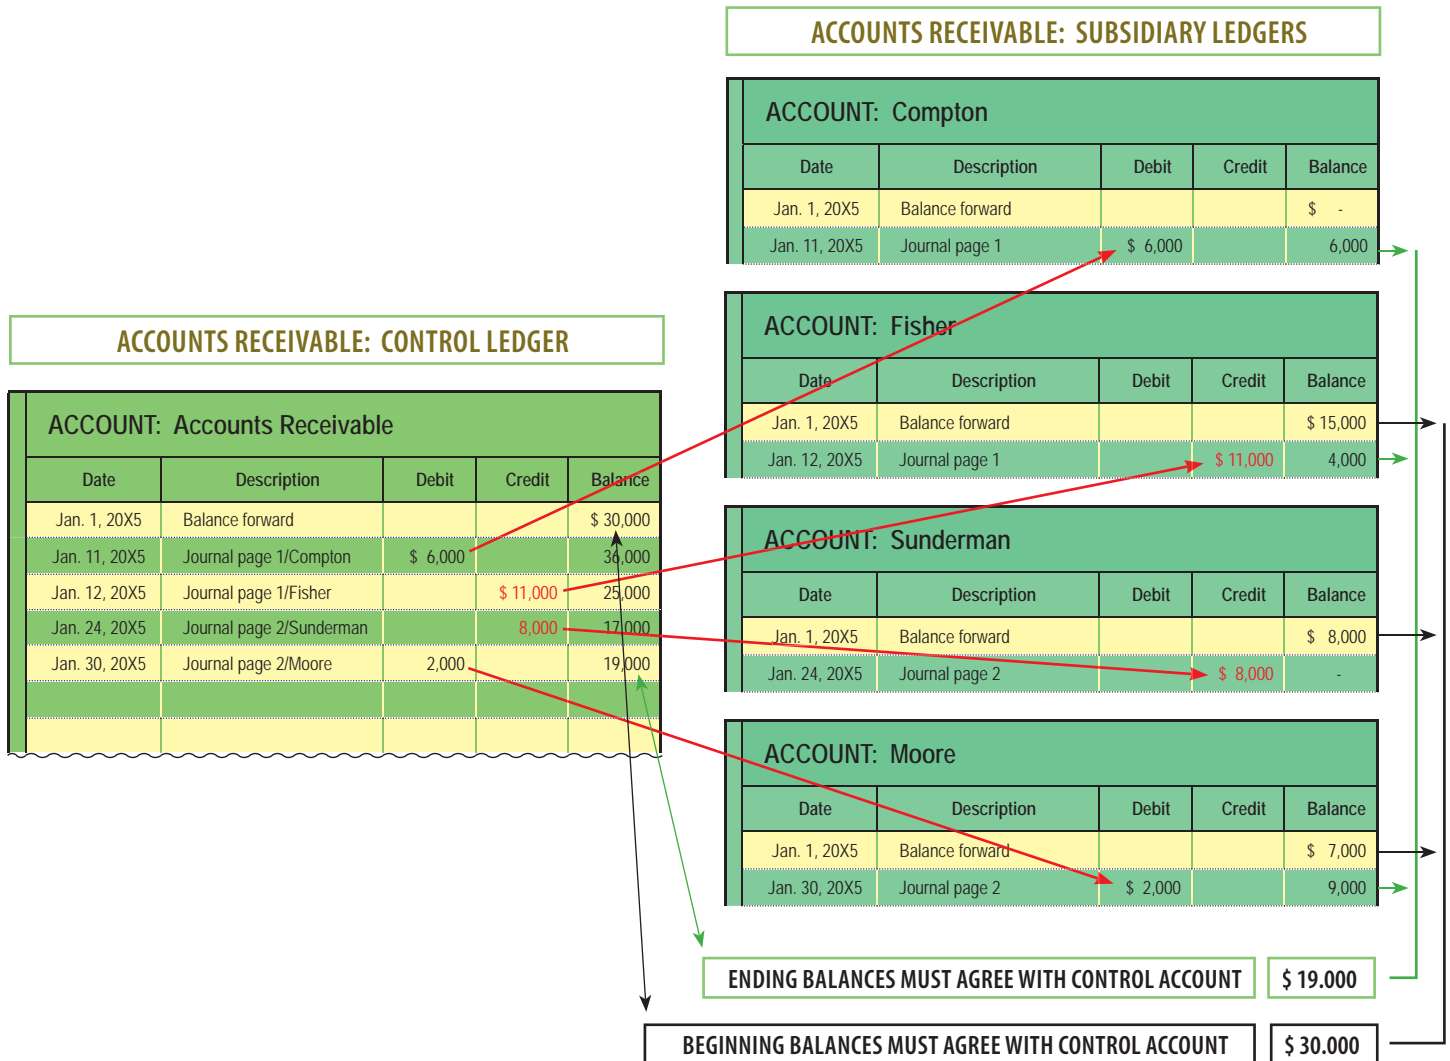 ACCOUNTS RECEIVABLE: SUBSIDIARY LEDGERS
ACCOUNT: Compton
Date Description Debit Credit Balance
Jan. 1, 20X5 Balance forward $ -
Jan. 11, 20X5 Journal page 1 $ 6,000 6,000
ACCOUNT: Fisher
Date Description Debit Credit Balance
Jan. 1, 20X5 Balance forward $ 15,000
Jan. 12, 20X5 Journal page 1 $ 11,000 4,000
ACCOUNT: Sunderman
Date Description Debit Credit Balance
Jan. 1, 20X5 Balance forward $ 8,000
Jan. 24, 20X5 Journal page 2 $ 8,000 -
ACCOUNT: Moore
Date Description Debit Credit Balance
Jan. 1, 20X5 Balance forward $ 7,000
Jan. 30, 20X5 Journal page 2 $ 2,000 9,000
ACCOUNTS RECEIVABLE: CONTROL LEDGER
ACCOUNT: Accounts Receivable
Date Description Debit Credit Balance
Jan. 1, 20X5 Balance forward $ 30,000
Jan. 11, 20X5 Journal page 1/Compton $ 6,000 36,000
Jan. 12, 20X5 Journal page 1/Fisher $ 11,000 25,000
Jan. 24, 20X5 Journal page 2/Sunderman 8,000 17,000
Jan. 30, 20X5 Journal page 2/Moore 2,000 19,000
ENDING BALANCES MUST AGREE WITH CONTROL ACCOUNT $ 19.000
BEGINNING BALANCES MUST AGREE WITH CONTROL ACCOUNT $ 30.000